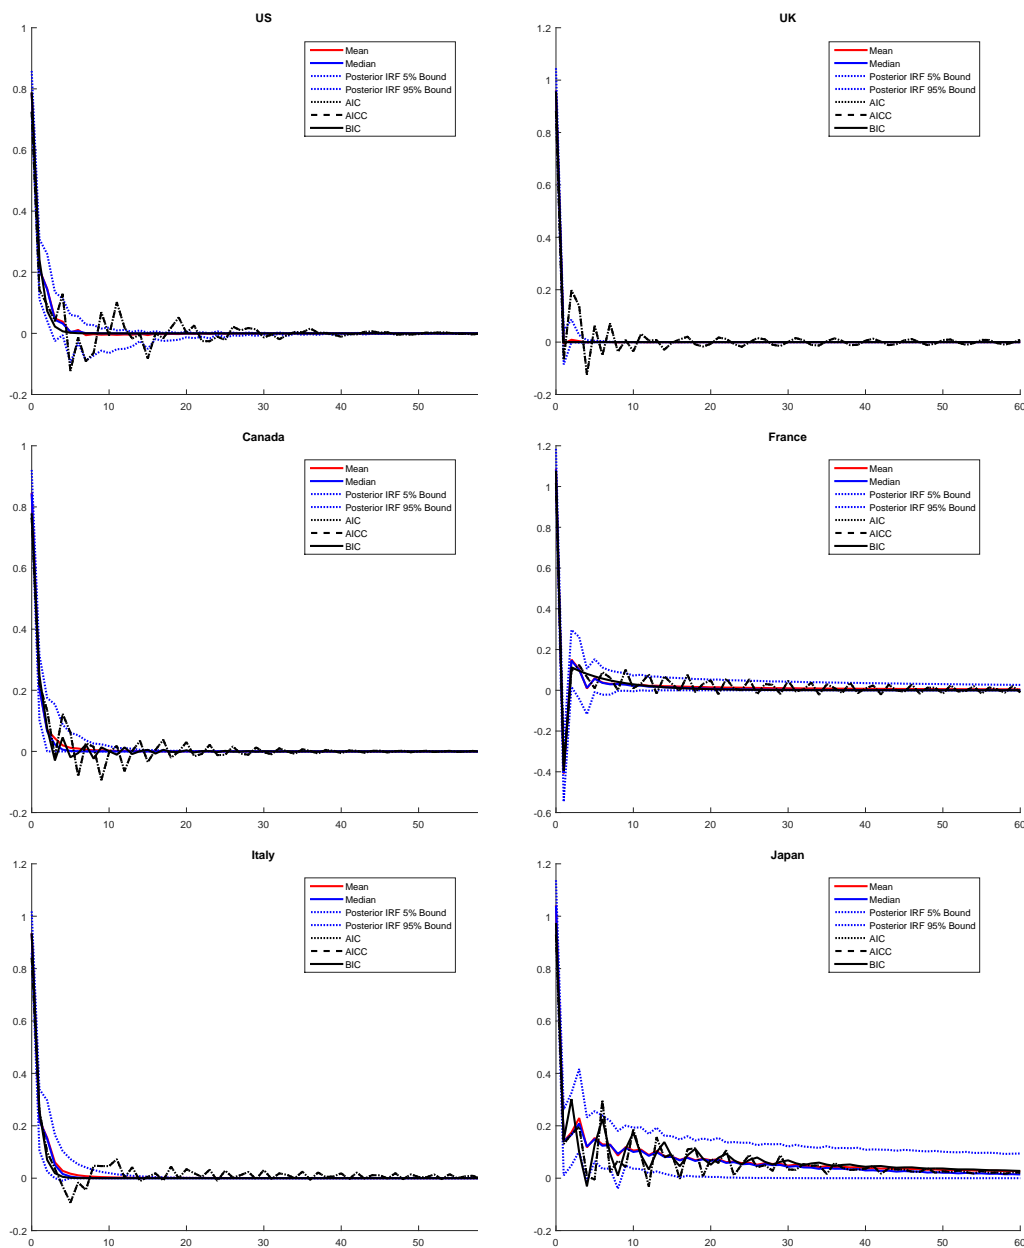 US
1
0.8
0.6
0.4
0.2
0
-0.2
0
10
20
30
40
50
Mean
Median
Posterior IRF 5% Bound
Posterior IRF 95% Bound
AIC
AICC
BIC
UK
1.2
1
0.8
0.6
0.4
0.2
0
-0.2
0
10
20
30
40
50
60
Mean
Median
Posterior IRF 5% Bound
Posterior IRF 95% Bound
AIC
AICC
BIC
Canada
1
0.8
0.6
0.4
0.2
0
-0.2
0
10
20
30
40
50
Mean
Median
Posterior IRF 5% Bound
Posterior IRF 95% Bound
AIC
AICC
BIC
France
1.2
1
0.8
0.6
0.4
0.2
0
-0.2
-0.4
-0.6
0
10
20
30
40
50
60
Mean
Median
Posterior IRF 5% Bound
Posterior IRF 95% Bound
AIC
AICC
BIC
Italy
1.2
1
0.8
0.6
0.4
0.2
0
-0.2
0
10
20
30
40
50
Mean
Median
Posterior IRF 5% Bound
Posterior IRF 95% Bound
AIC
AICC
BIC
Japan
1.2
1
0.8
0.6
0.4
0.2
0
-0.2
0
10
20
30
40
50
60
Mean
Median
Posterior IRF 5% Bound
Posterior IRF 95% Bound
AIC
AICC
BIC